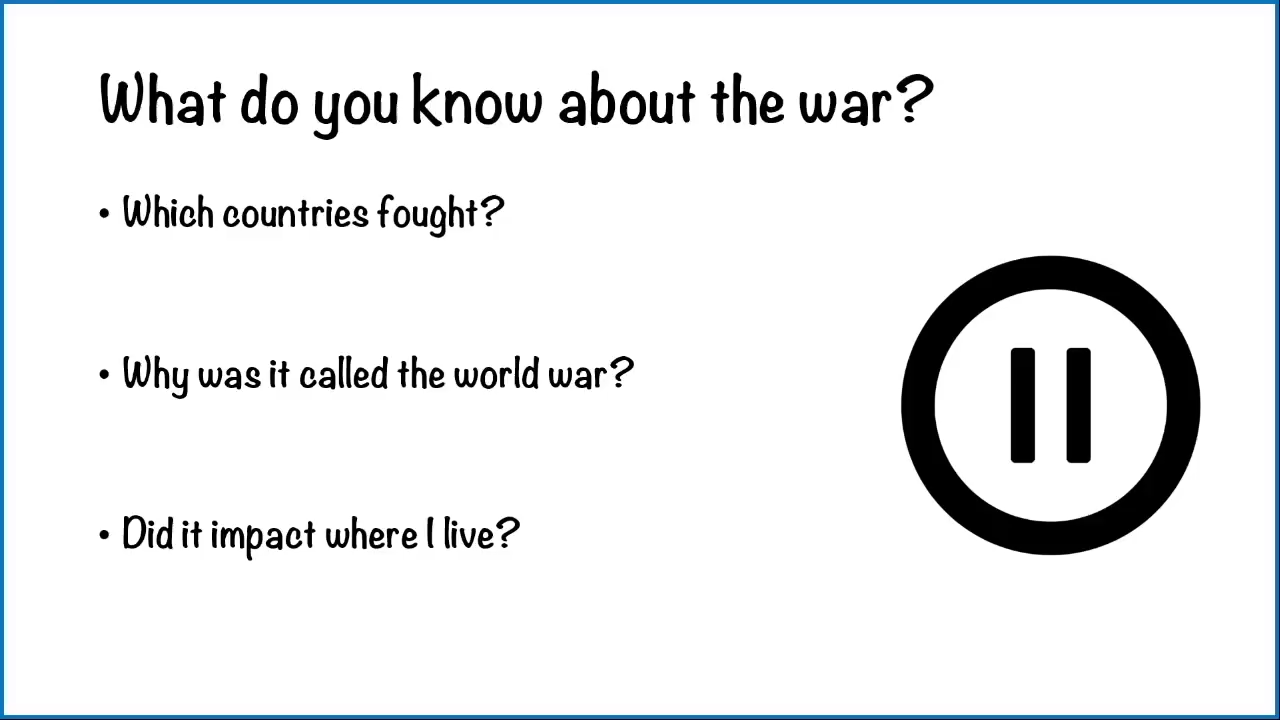 What do you know about the war?
• Which countries fought?
• Why was it called the world war?
• Did it impact where I live?